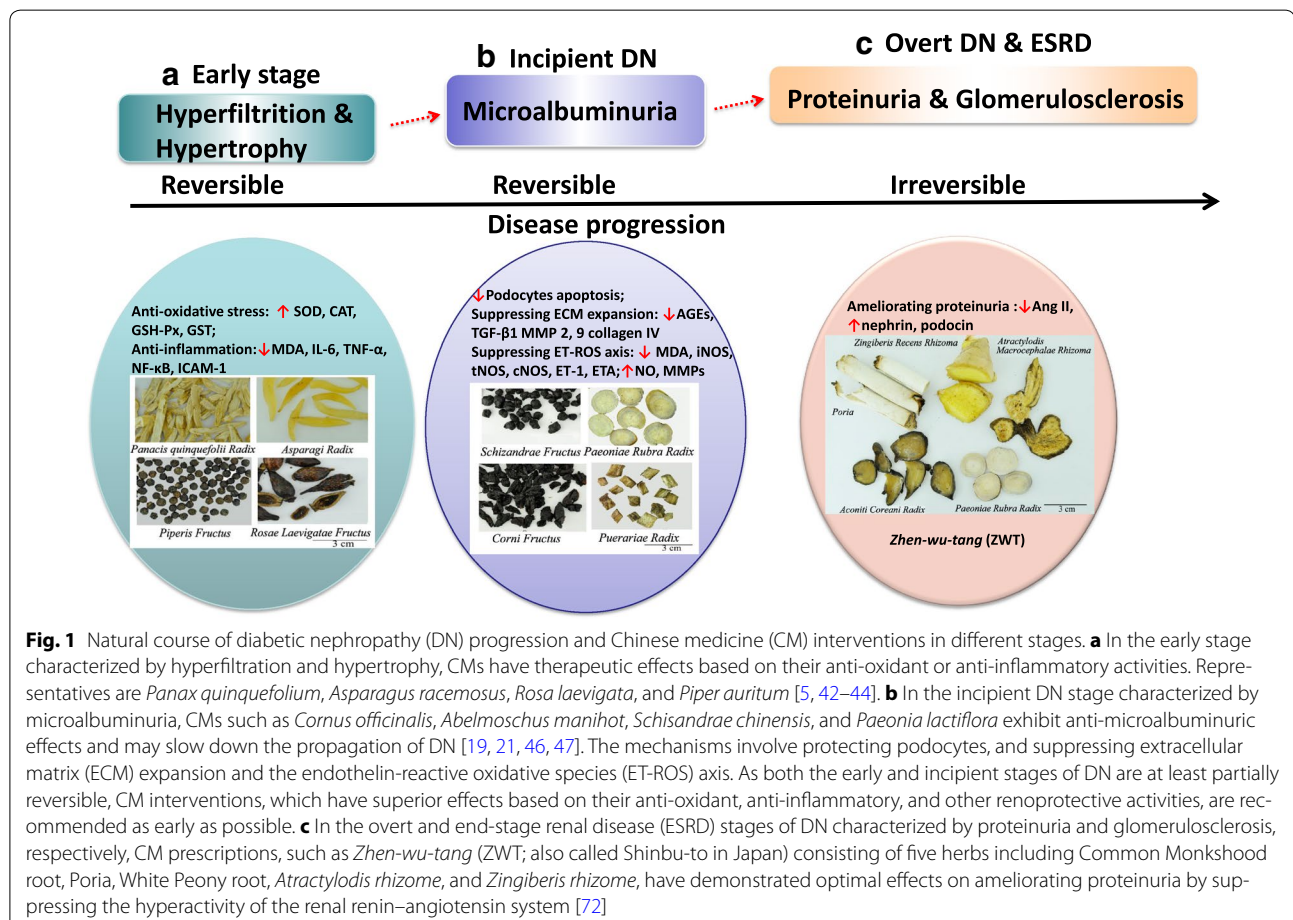 a Early stage
Hyperfiltrition &
Hypertrophy
b Incipient DN
Microalbuminuria
c Overt DN & ESRD
Proteinuria & Glomerulosclerosis
Reversible
Reversible
Irreversible
Disease progression
Anti-oxidative stress: ↑ SOD, CAT,
GSH-Px, GST;
Anti-inflammation:↓MDA, IL-6, TNF-α,
NF-κB, ICAM-1
Panacis quinquefolii Radix
Asparagi Radix
Piperis Fructus
Rosae Laevigatae Fructus
3 cm
↓Podocytes apoptosis;
Suppressing ECM expansion: ↓AGEs,
TGF-β1 MMP 2, 9 collagen IV
Suppressing ET-ROS axis: ↓ MDA, iNOS,
tNOS, cNOS, ET-1, ETA;↑NO, MMPs
Schizandrae Fructus
Paeoniae Rubra Radix
Corni Fructus
Puerariae Radix
3 cm
Ameliorating proteinuria :↓Ang II,
↑nephrin, podocin
Zingiberis Recens Rhizoma
Atractylodis
Macrocephalae Rhizoma
Poria
Aconiti Coreani Radix
Paeoniae Rubra Radix
3 cm
Zhen-wu-tang (ZWT)
Fig. 1 Natural course of diabetic nephropathy (DN) progression and Chinese medicine (CM) interventions in different stages. a In the early stage
characterized by hyperfiltration and hypertrophy, CMs have therapeutic effects based on their anti-oxidant or anti-inflammatory activities. Repre-
sentatives are Panax quinquefolium, Asparagus racemosus, Rosa laevigata, and Piper auritum [5, 42–44]. b In the incipient DN stage characterized by
microalbuminuria, CMs such as Cornus officinalis, Abelmoschus manihot, Schisandrae chinensis, and Paeonia lactiflora exhibit anti-microalbuminuric
effects and may slow down the propagation of DN [19, 21, 46, 47]. The mechanisms involve protecting podocytes, and suppressing extracellular
matrix (ECM) expansion and the endothelin-reactive oxidative species (ET-ROS) axis. As both the early and incipient stages of DN are at least partially
reversible, CM interventions, which have superior effects based on their anti-oxidant, anti-inflammatory, and other renoprotective activities, are rec-
ommended as early as possible. c In the overt and end-stage renal disease (ESRD) stages of DN characterized by proteinuria and glomerulosclerosis,
respectively, CM prescriptions, such as Zhen-wu-tang (ZWT; also called Shinbu-to in Japan) consisting of five herbs including Common Monkshood
root, Poria, White Peony root, Atractylodis rhizome, and Zingiberis rhizome, have demonstrated optimal effects on ameliorating proteinuria by sup-
pressing the hyperactivity of the renal renin–angiotensin system [72]